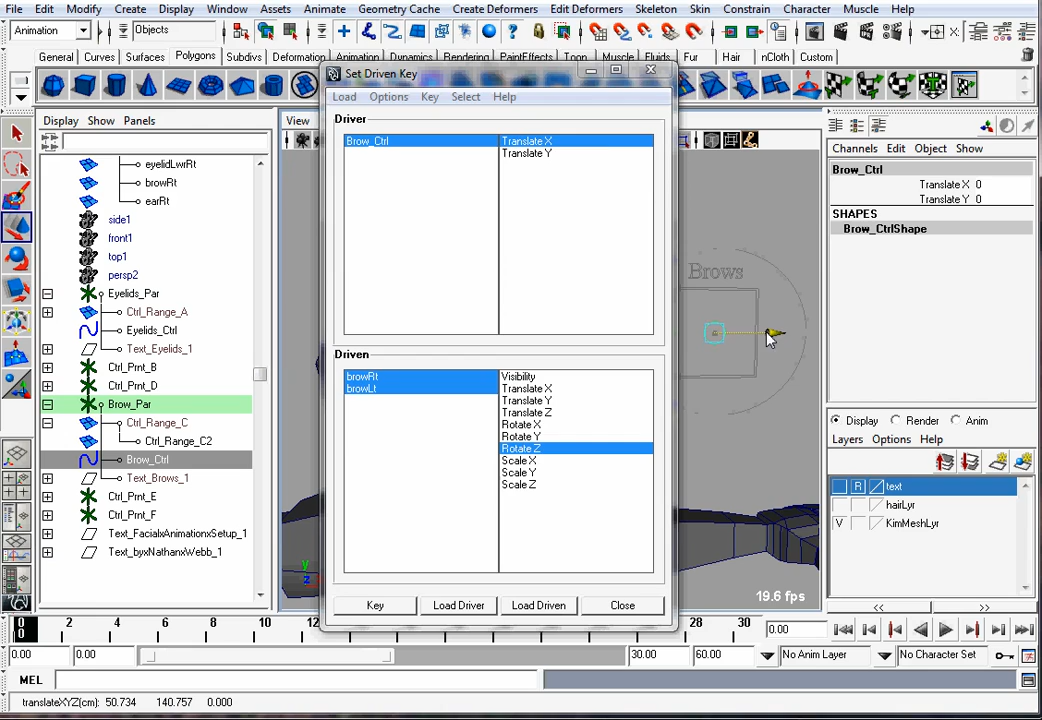 File Edit Modify Create Display Window Assets Animate Geometry Cache Create Deformers Edit Deformers Skeleton Skin Constrain Character Muscle Help
Animation Objects
General Curves Surfaces Polygons Subdivs Deformation Animation Dynamics Rendering PaintEffects Toon Muscle Fluids Fur Hair nCloth Custom
Set Driven Key
Load Options Key Select Help
Driver
Brow_Ctrl Translate X
Translate Y
Driven
browRt Visibility
browLt Translate X
Translate Y
Translate Z
Rotate X
Rotate Y
Rotate Z
Scale X
Scale Y
Scale Z
Key Load Driver Load Driven Close
Display Show Panels
eyelidLwrRt
browRt
earRt
side1
front1
top1
persp2
Eyelids_Par
Ctrl_Range_A
Eyelids_Ctrl
Text_Eyelids_1
Ctrl_Prnt_B
Ctrl_Prnt_D
Brow_Par
Ctrl_Range_C
Ctrl_Range_C2
Brow_Ctrl
Text_Brows_1
Ctrl_Prnt_E
Ctrl_Prnt_F
Text_FacialxAnimationxSetup_1
Text_byxNathanxWebb_1
View
Brows
y
z
19.6 fps
Channels Edit Object Show
Brow_Ctrl
Translate X 0
Translate Y 0
SHAPES
Brow_CtrlShape
Display Render Anim
Layers Options Help
R text
hairLyr
V KimMeshLyr
<< >>
0 2 4 6 8 10 12 28 30 0.00
0
0.00 0.00 30.00 60.00 No Anim Layer No Character Set
MEL
translateXYZ(cm): 50.734 140.757 0.000